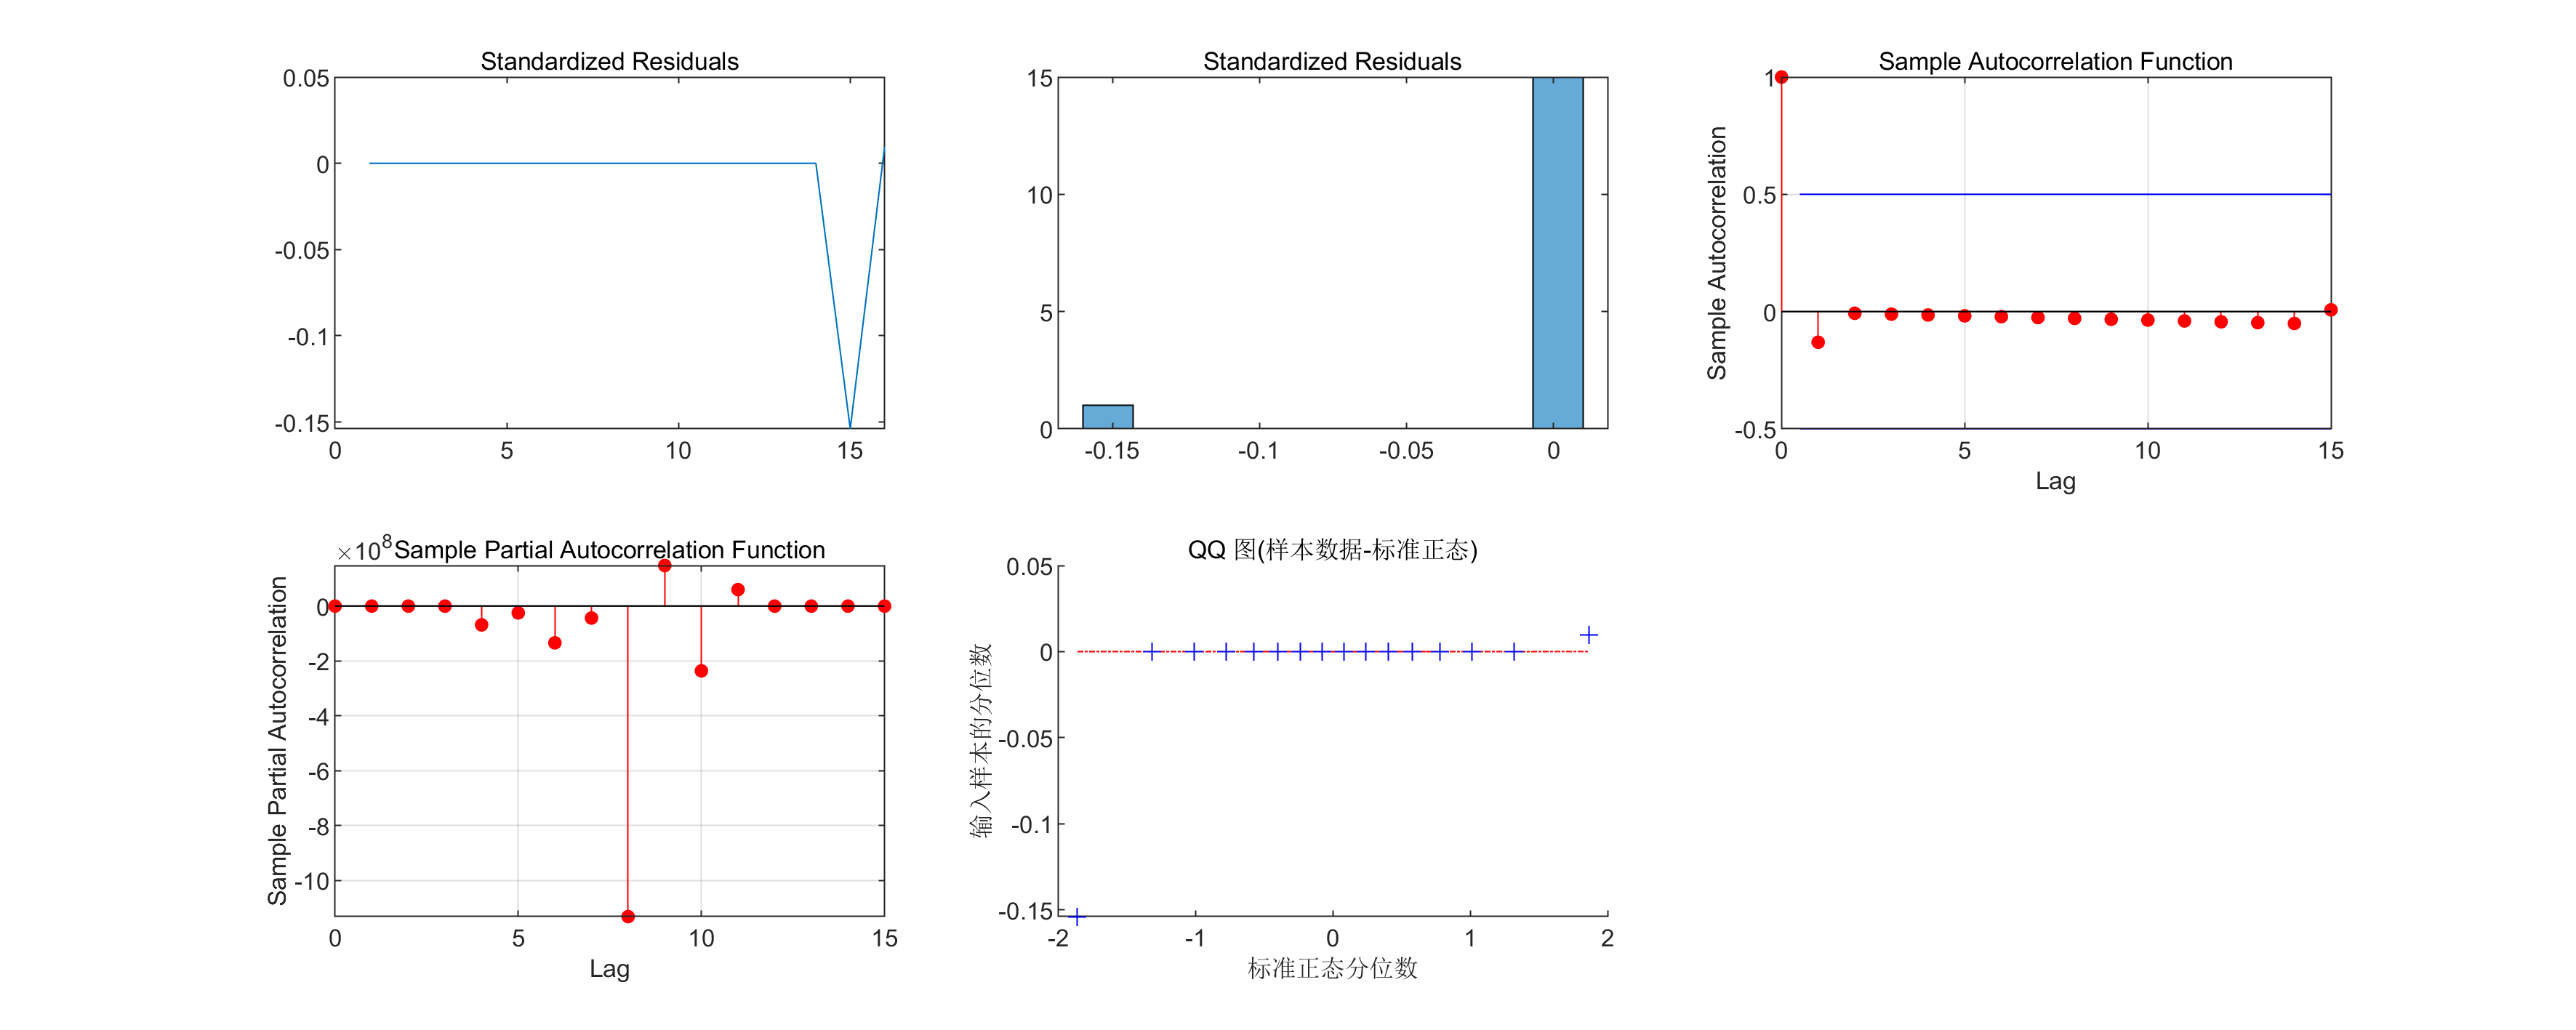 Standardized Residuals
0.05
0
-0.05
-0.1
-0.15
0 5 10 15
Standardized Residuals
15
10
5
0
-0.15 -0.1 -0.05 0
Sample Autocorrelation Function
Sample Autocorrelation
1
0.5
0
-0.5
0 5 10 15
Lag
×10^8 Sample Partial Autocorrelation Function
Sample Partial Autocorrelation
0
-2
-4
-6
-8
-10
0 5 10 15
Lag
QQ 图(样本数据-标准正态)
输入样本的分位数
0.05
0
-0.05
-0.1
-0.15
-2 -1 0 1 2
标准正态分位数